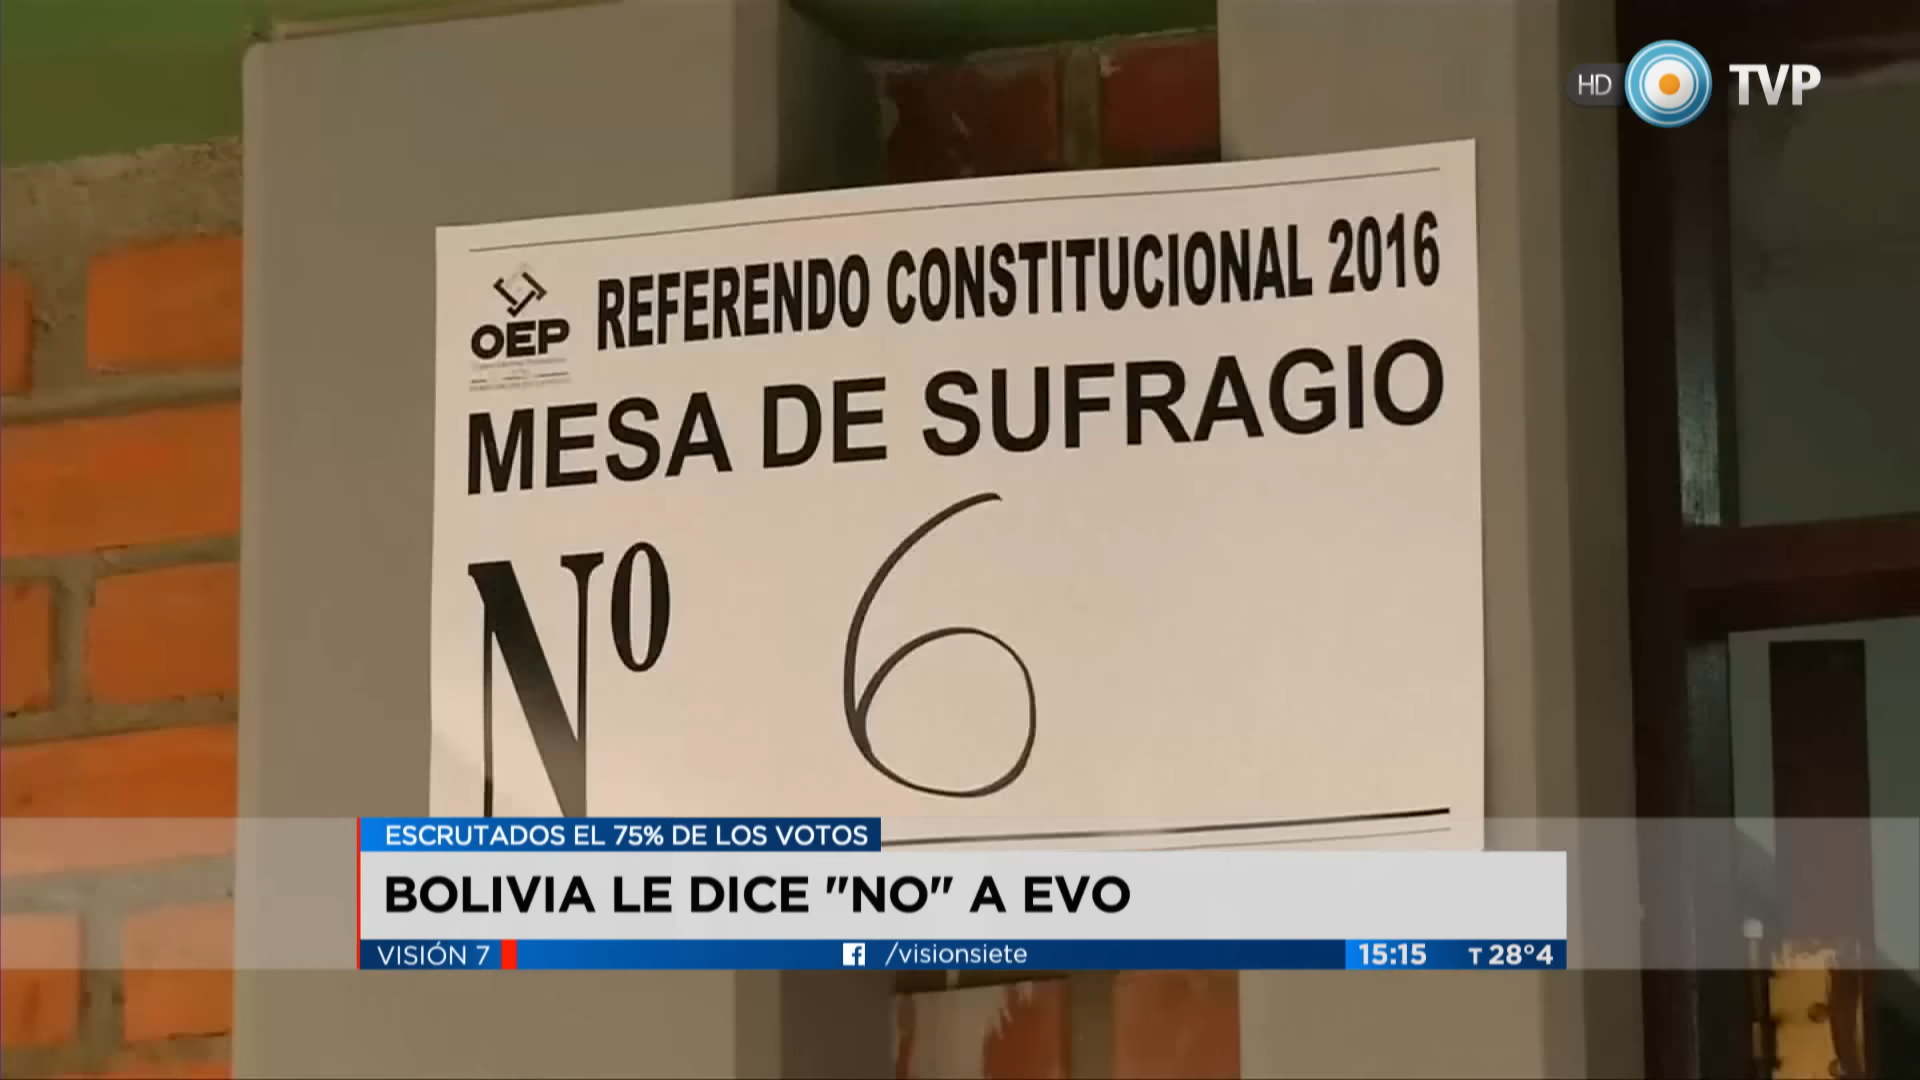 HD TVP
OEP REFERENDO CONSTITUCIONAL 2016
MESA DE SUFRAGIO
Nº 6
ESCRUTADOS EL 75% DE LOS VOTOS
BOLIVIA LE DICE "NO" A EVO
VISIÓN 7 /visionsiete 15:15 T 28°4